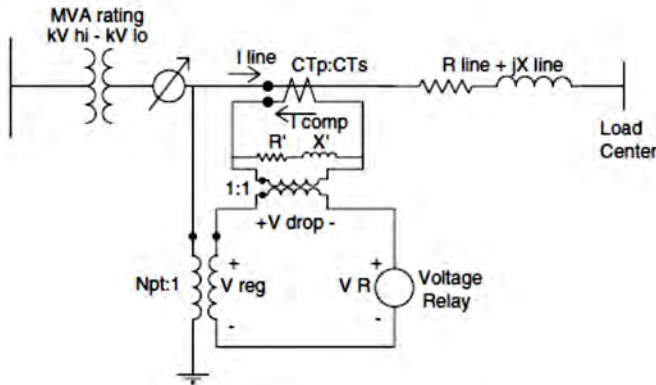 MVA rating
kV hi - kV lo
I line
CTp:CTs
R line + jX line
I comp
R' X'
Load
Center
1:1
+V drop -
Npt:1
+
V reg
-
+
V R
-
Voltage
Relay